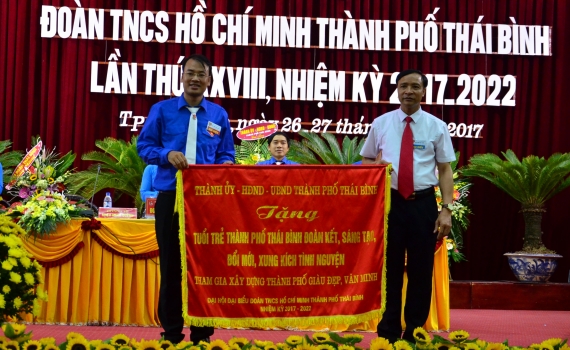 ĐOÀN TNCS HỒ CHÍ MINH THÀNH PHỐ THÁI BÌNH
LẦN THỨ XXVIII, NHIỆM KỲ 2017-2022
ngày 26-27 2017
THÀNH ỦY - HĐND - UBND THÀNH PHỐ THÁI BÌNH
Tặng
TUỔI TRẺ THÀNH PHỐ THÁI BÌNH ĐOÀN KẾT, SÁNG TẠO,
ĐỔI MỚI, XUNG KÍCH TÌNH NGUYỆN
THAM GIA XÂY DỰNG THÀNH PHỐ GIÀU ĐẸP, VĂN MINH
ĐẠI HỘI ĐẠI BIỂU ĐOÀN TNCS HỒ CHÍ MINH THÀNH PHỐ THÁI BÌNH
NHIỆM KỲ 2017 - 2022